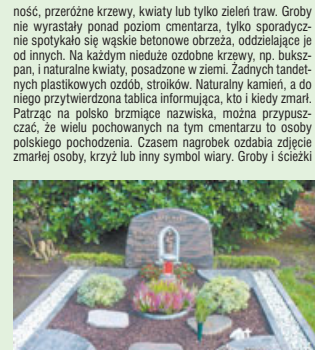 ność, przeróżne krzewy, kwiaty lub tylko zieleń traw. Groby
nie wyrastały ponad poziom cmentarza, tylko sporadycz-
nie spotykało się wąskie betonowe obrzeża, oddzielające je
od innych. Na każdym nieduże ozdobne krzewy, np. buksz-
pan, i naturalne kwiaty, posadzone w ziemi. Żadnych tandet-
nych plastikowych ozdób, stroików. Naturalny kamień, a do
niego przytwierdzona tablica informująca, kto i kiedy zmarł.
Patrząc na polsko brzmiące nazwiska, można przypusz-
czać, że wielu pochowanych na tym cmentarzu to osoby
polskiego pochodzenia. Czasem nagrobek ozdabia zdjęcie
zmarłej osoby, krzyż lub inny symbol wiary. Groby i ścieżki